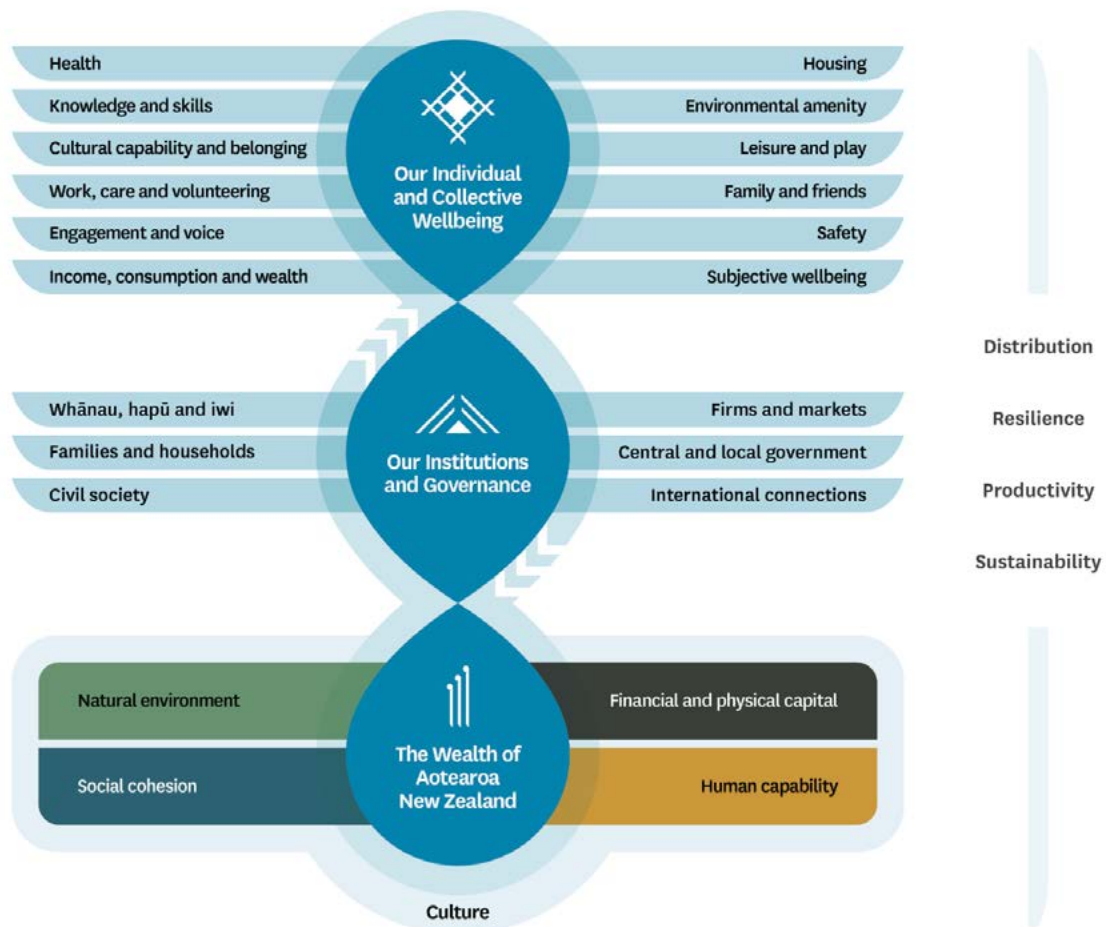 Health
Housing
Knowledge and skills
Environmental amenity
Cultural capability and belonging
Leisure and play
Our Individual
and Collective
Wellbeing
Work, care and volunteering
Family and friends
Engagement and voice
Safety
Income, consumption and wealth
Subjective wellbeing
Whānau, hapū and iwi
Firms and markets
Families and households
Central and local government
Our Institutions
and Governance
Civil society
International connections
Distribution
Resilience
Productivity
Sustainability
Natural environment
Financial and physical capital
The Wealth of
Aotearoa
New Zealand
Social cohesion
Human capability
Culture